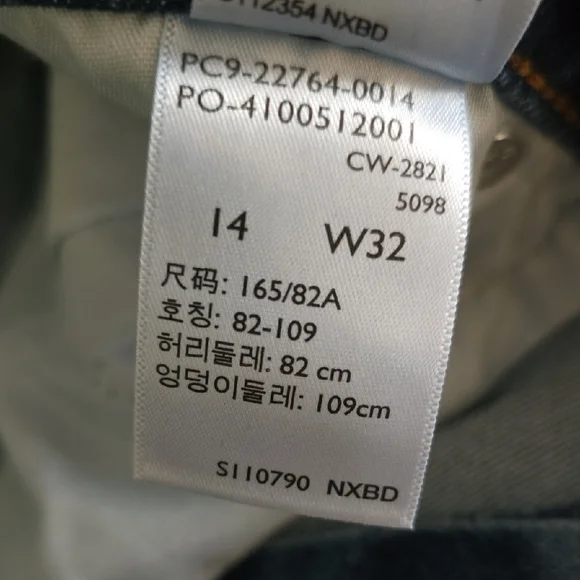 NXBD
PC9-22764-0014
PO-4100512001
CW-2821
5098
14 W32
尺码: 165/82A
호칭: 82-109
허리둘레: 82 cm
엉덩이둘레: 109cm
S110790 NXBD